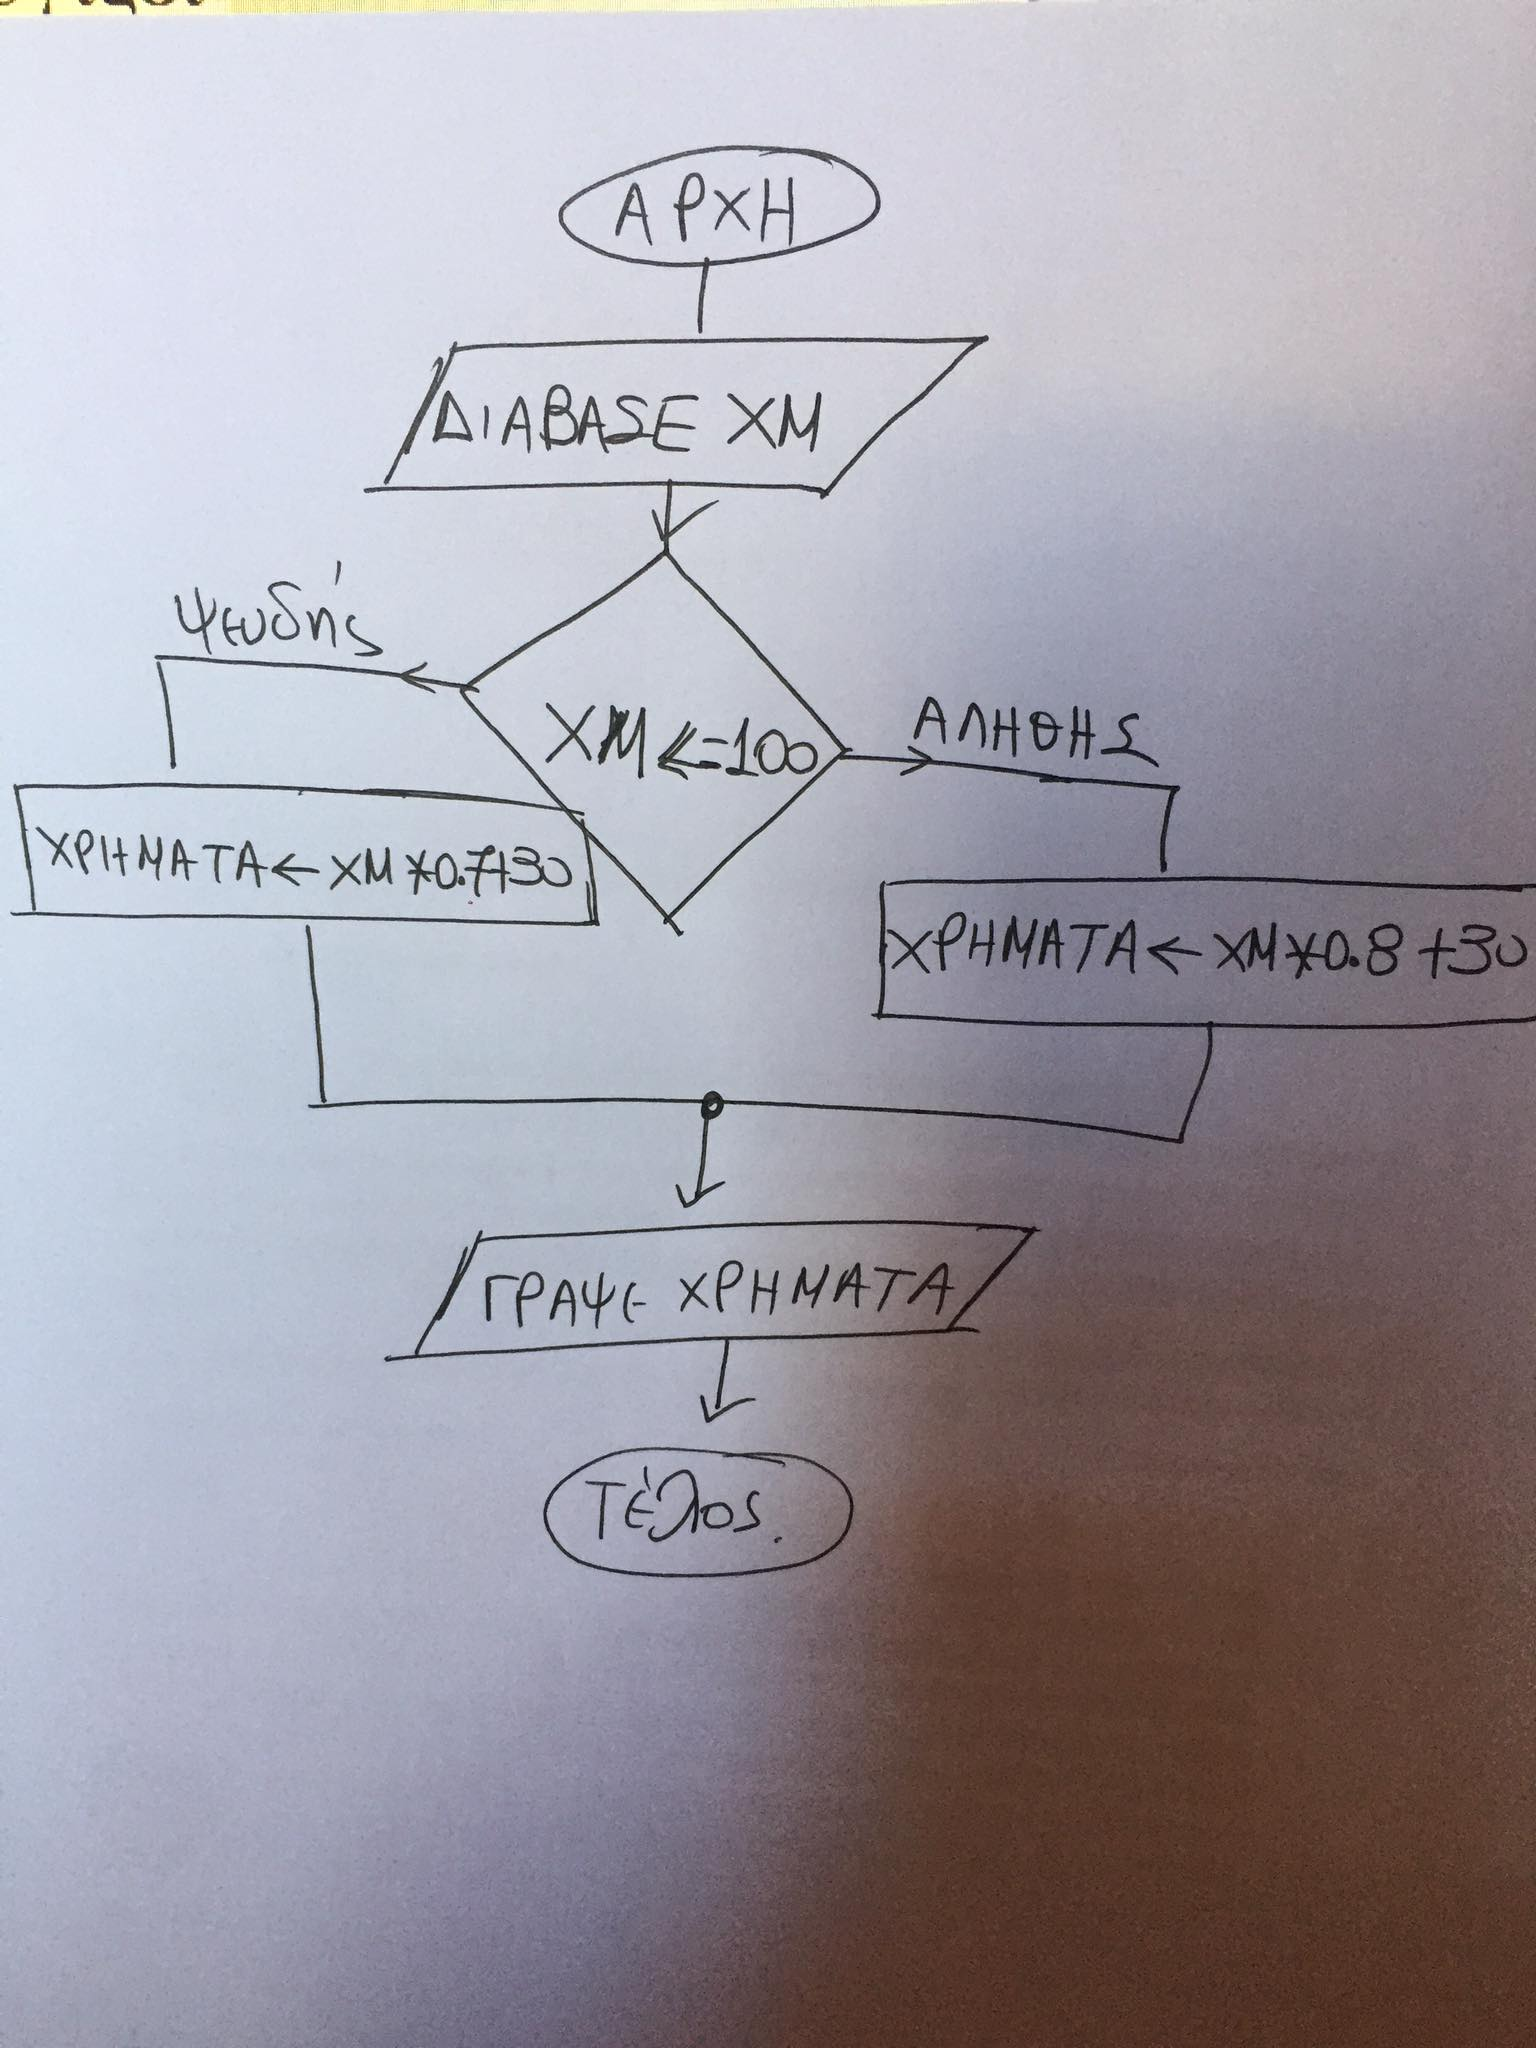 ΑΡΧΗ
ΔΙΑΒΑSΕ ΧΜ
Ψευδής
ΧΜ <=100
ΑΛΗΘΗΣ
ΧΡΗΜΑΤΑ ← ΧΜ*0.7+30
ΧΡΗΜΑΤΑ ← ΧΜ*0.8 +30
ΓΡΑΨΕ ΧΡΗΜΑΤΑ
Τέλος.